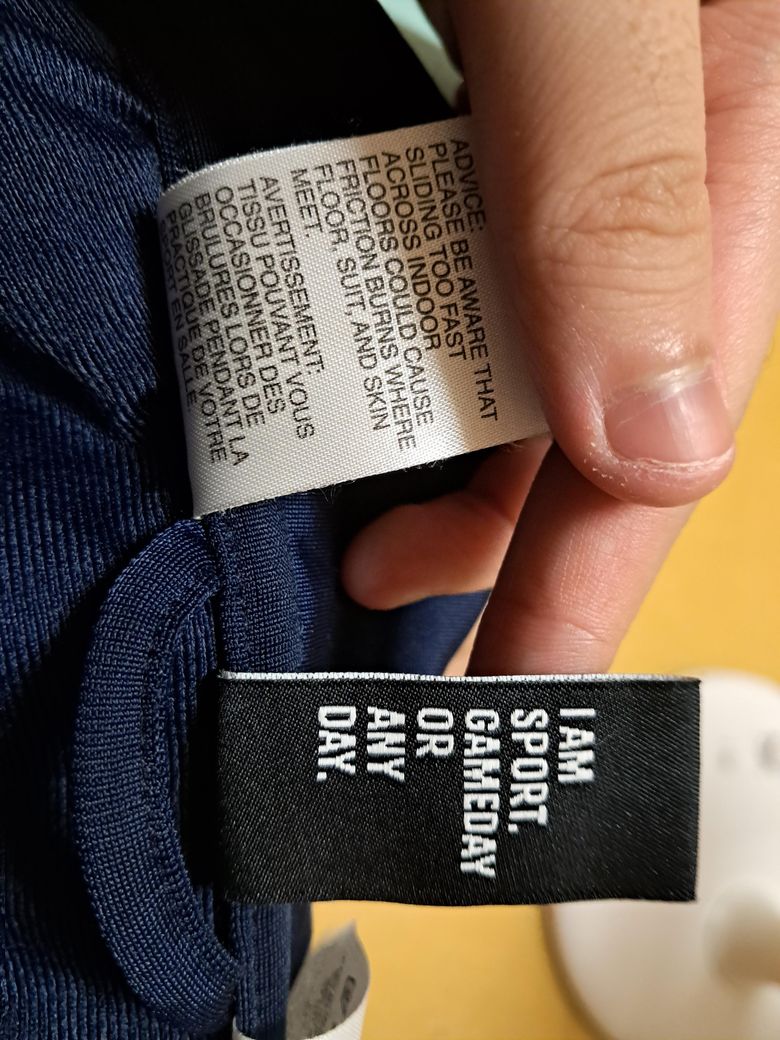 ADVICE:
PLEASE BE AWARE THAT
SLIDING TOO FAST
ACROSS INDOOR
FLOORS COULD CAUSE
FRICTION BURNS WHERE
FLOOR, SUIT, AND SKIN
MEET.
AVERTISSEMENT:
TISSU POUVANT VOUS
OCCASIONNER DES
BRULURES LORS DE
GLISSADE PENDANT LA
PRACTIQUE DE VOTRE
SPORT EN SALLE.
I AM
SPORT.
GAMEDAY
OR
ANY
DAY.